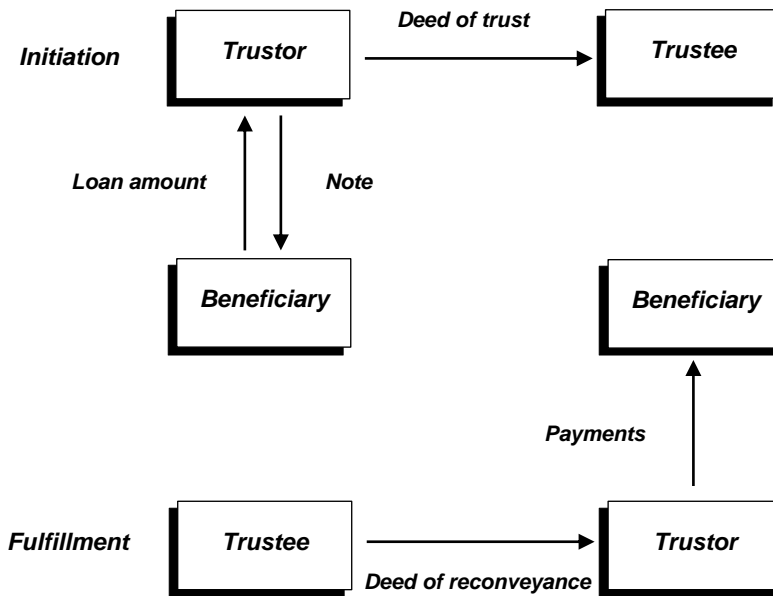 Deed of trust
Initiation
Trustor
Trustee
Loan amount
Note
Beneficiary
Beneficiary
Payments
Fulfillment
Trustee
Trustor
Deed of reconveyance